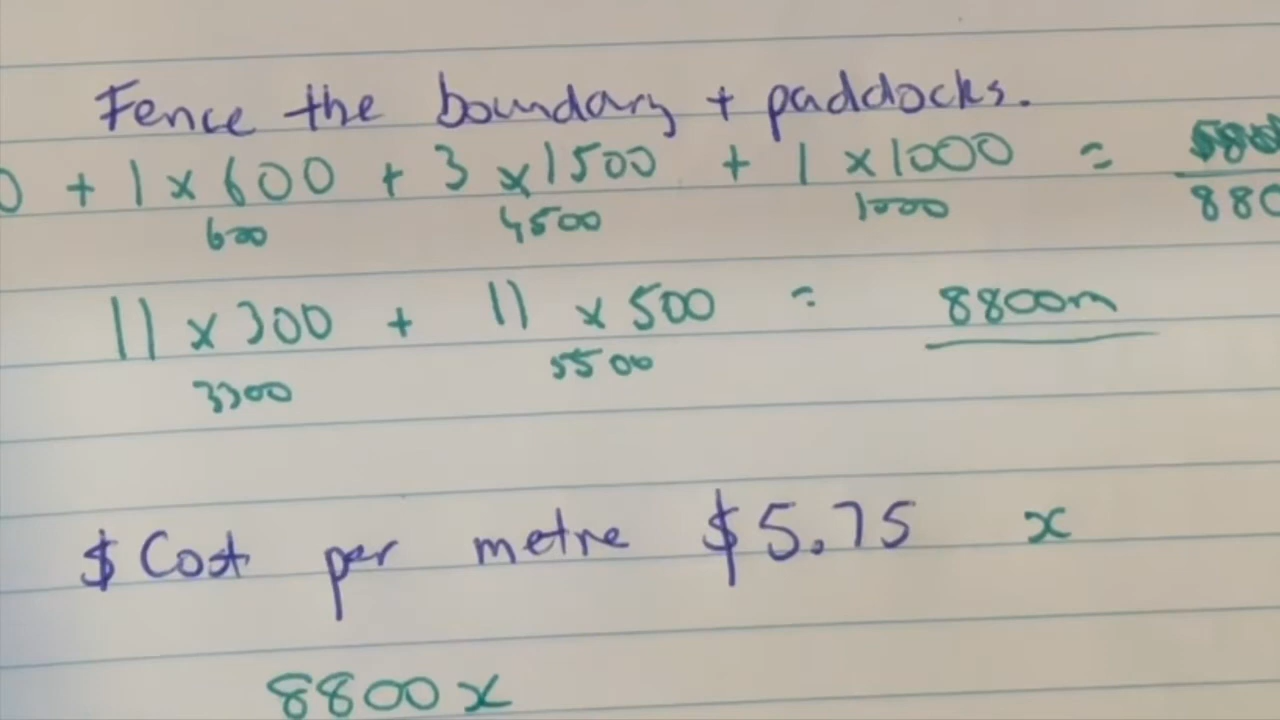 Fence the boundary + paddocks.
0 + 1 x 600 + 3 x 1500 + 1 x 1000 =
600 4500 1000 880
11 x 300 + 11 x 500 = 8800m
3300 5500
$ Cost per metre $5.75 x
8800 x